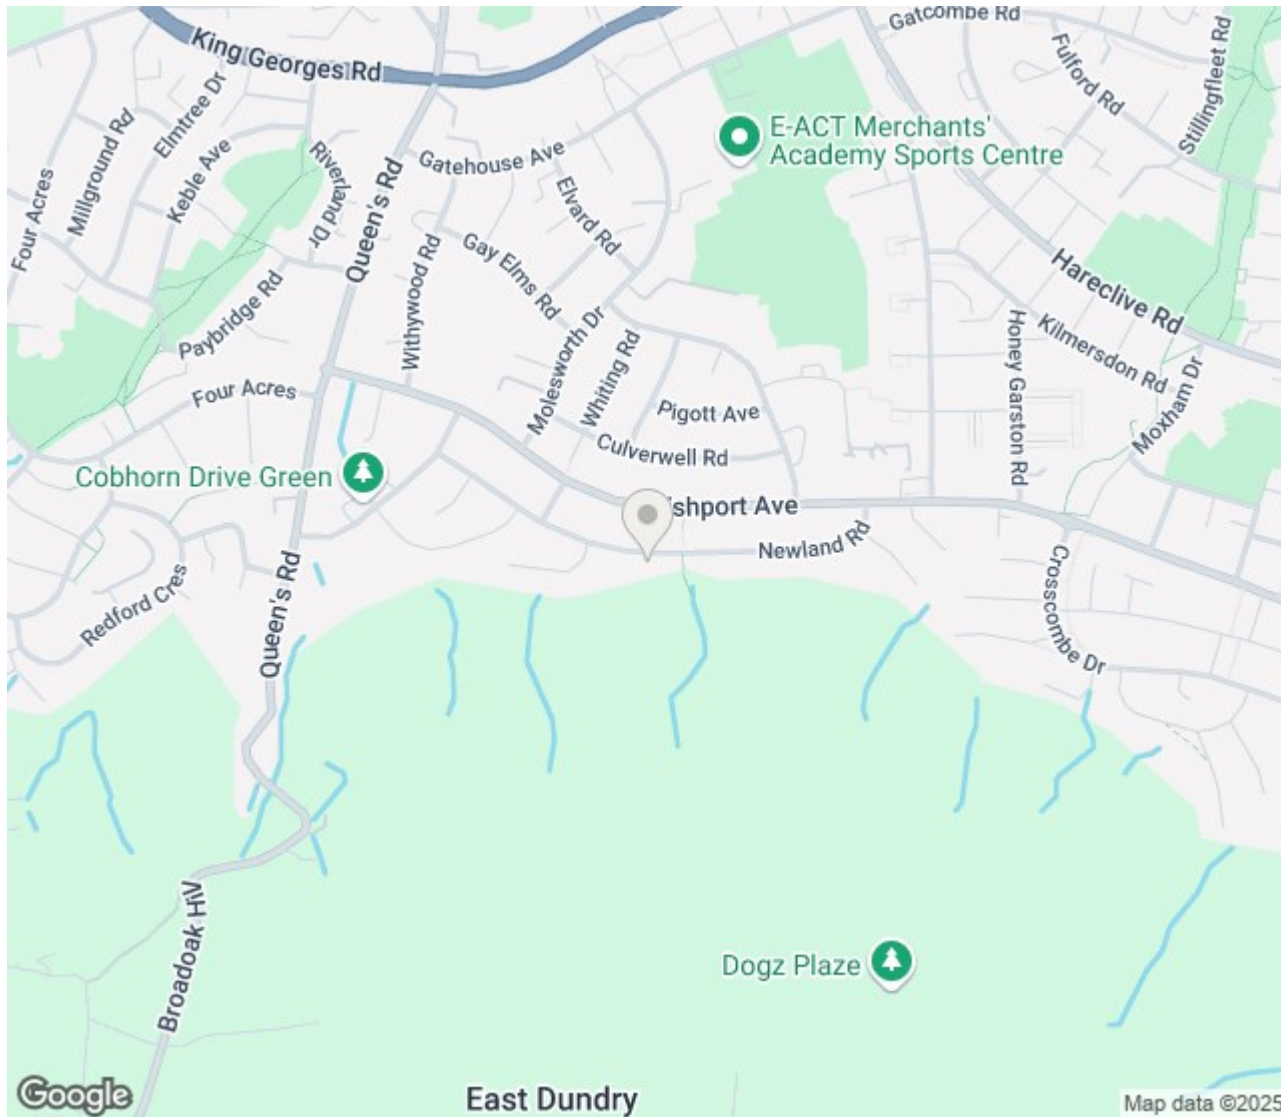 Gatcombe Rd
King Georges Rd
Fulford Rd
Stillingfleet Rd
Elmtree Dr
Millground Rd
Keble Ave
Four Acres
Riverland Dr
Queen's Rd
Gatehouse Ave
Elvard Rd
E-ACT Merchants'
Academy Sports Centre
Gay Elms Rd
Withywood Rd
Paybridge Rd
Hareclive Rd
Kilmersdon Rd
Honey Garston Rd
Moxham Dr
Molesworth Dr
Whiting Rd
Four Acres
Pigott Ave
Culverwell Rd
Cobhorn Drive Green
ishport Ave
Newland Rd
Redford Cres
Queen's Rd
Crosscombe Dr
Broadoak Hil
Dogz Plaze
East Dundry
Google
Map data ©2025